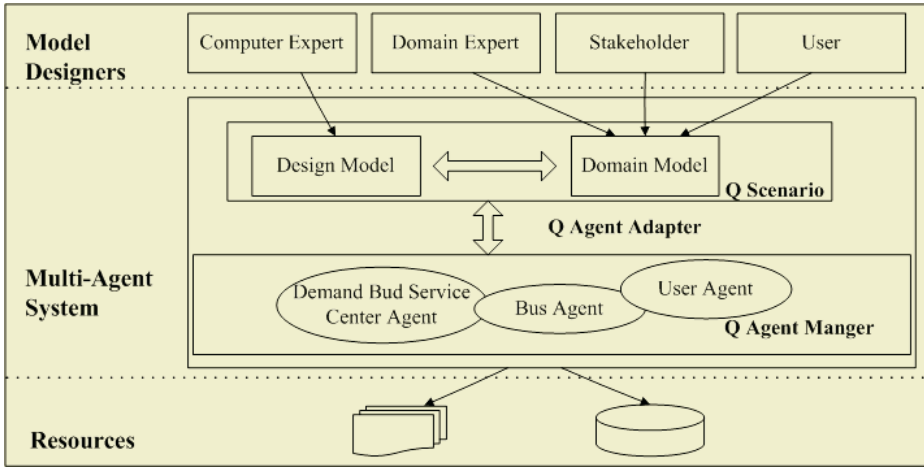 Model
Designers
Computer Expert
Domain Expert
Stakeholder
User
Multi-Agent
System
Design Model
Domain Model
Q Scenario
Q Agent Adapter
Demand Bud Service
Center Agent
Bus Agent
User Agent
Q Agent Manger
Resources